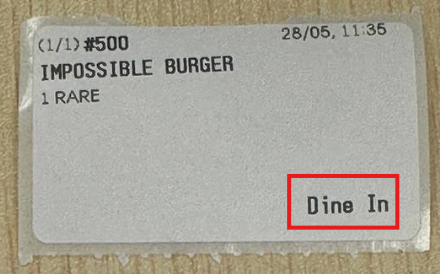 (1/1) #500 28/05, 11:35
IMPOSSIBLE BURGER
1 RARE
Dine In